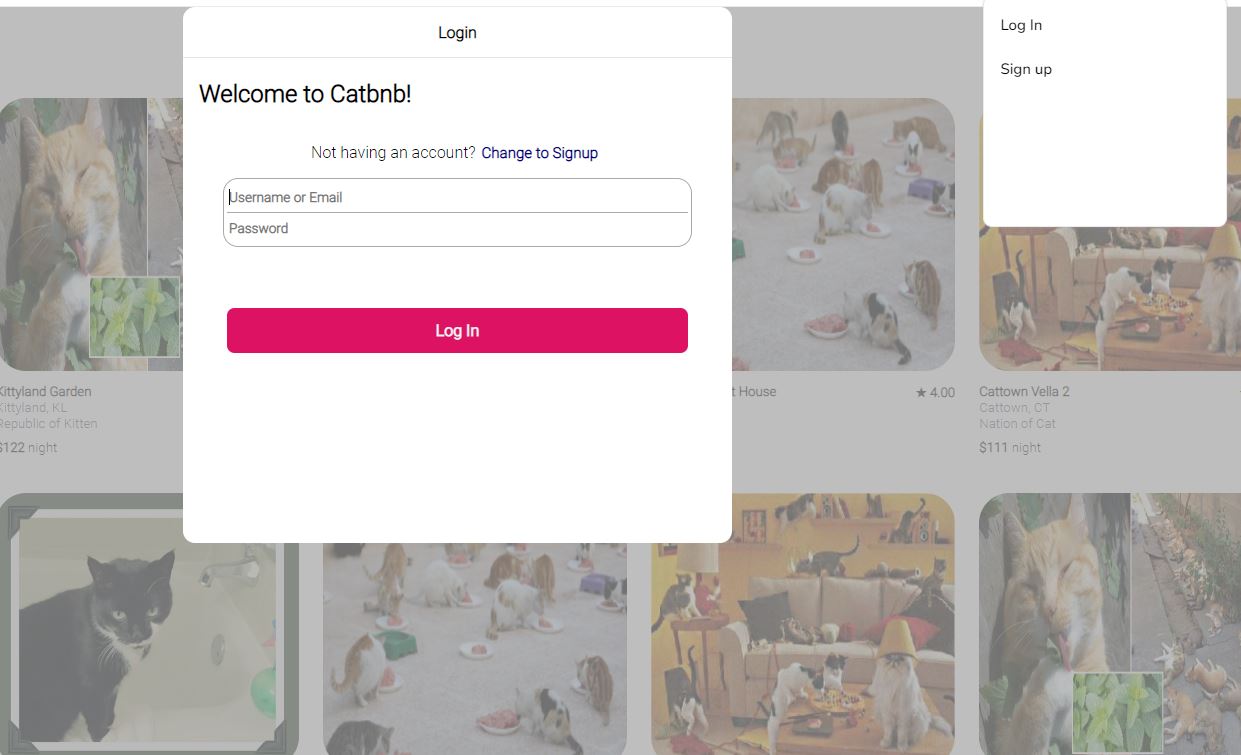 Login
Log In
Sign up
Welcome to Catbnb!
Not having an account? Change to Signup
Username or Email
Password
Log In
Kittyland Garden
Kittyland, KL
Republic of Kitten
$122 night
t House
★ 4.00
Cattown Vella 2
Cattown, CT
Nation of Cat
$111 night